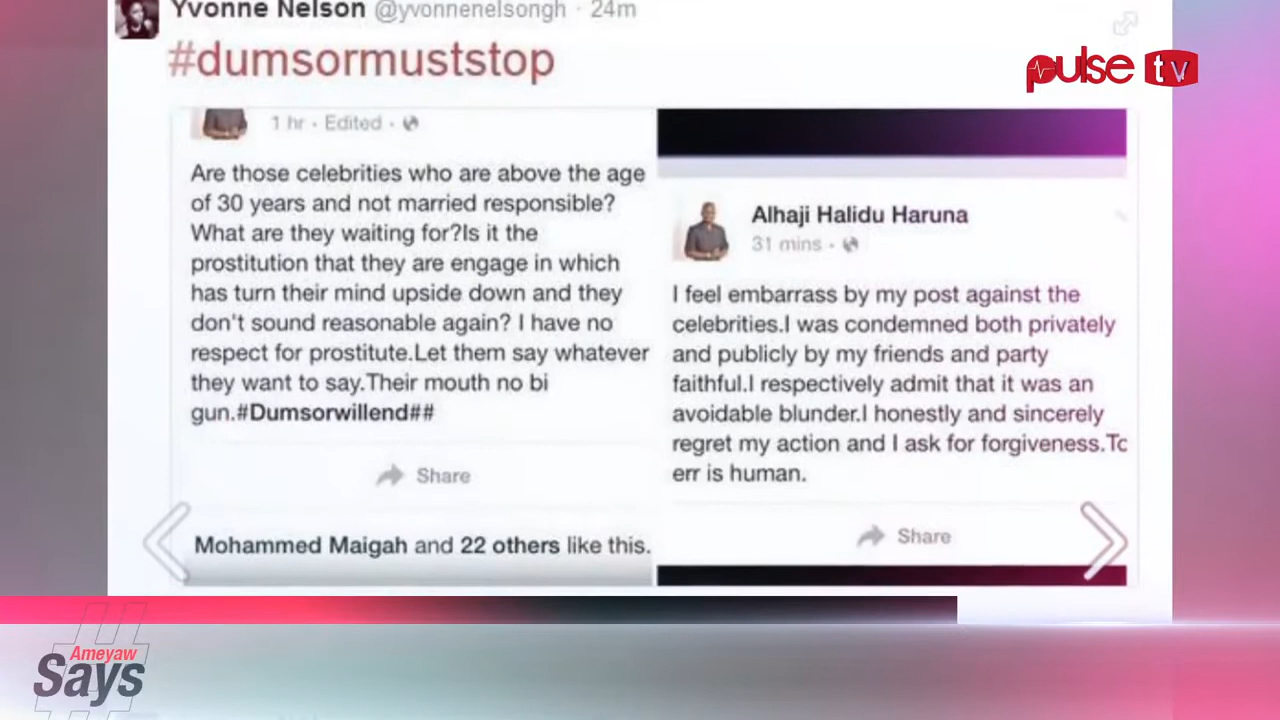 Yvonne Nelson @yvonnenelsongh · 24m
#dumsormuststop
pulse tv
1 hr · Edited ·
Are those celebrities who are above the age
of 30 years and not married responsible?
What are they waiting for?Is it the
prostitution that they are engage in which
has turn their mind upside down and they
don't sound reasonable again? I have no
respect for prostitute.Let them say whatever
they want to say.Their mouth no bi
gun.#Dumsorwillend##
Share
Mohammed Maigah and 22 others like this.
Alhaji Halidu Haruna
31 mins ·
I feel embarrass by my post against the
celebrities.I was condemned both privately
and publicly by my friends and party
faithful.I respectively admit that it was an
avoidable blunder.I honestly and sincerely
regret my action and I ask for forgiveness.To
err is human.
Share
#
Ameyaw
Says